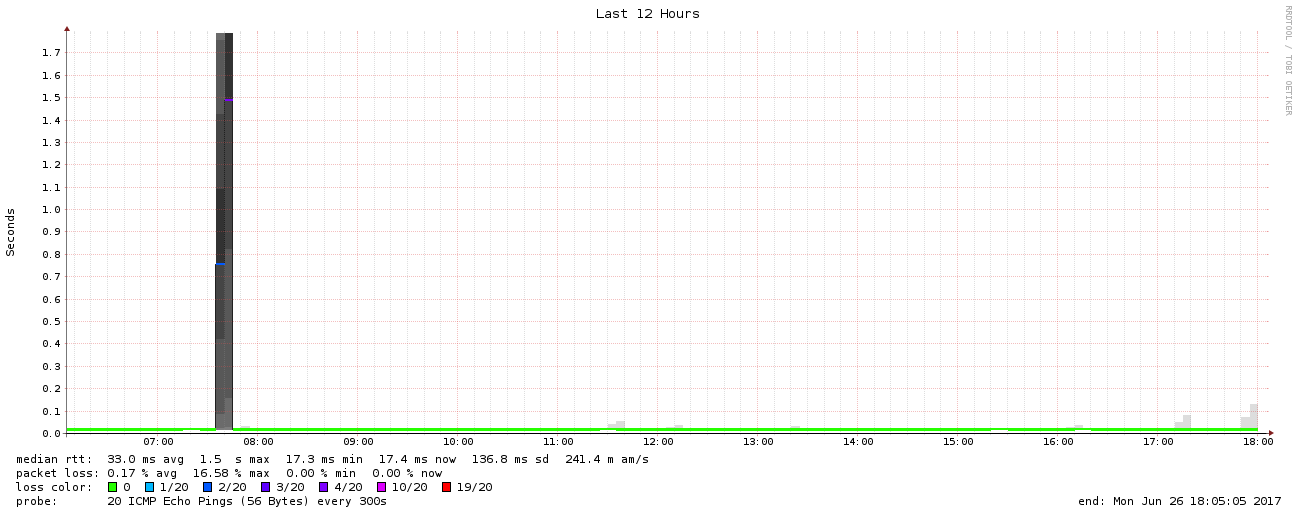 Last 12 Hours
RRDTOOL / TOBI OETIKER
Seconds
1.7
1.6
1.5
1.4
1.3
1.2
1.1
1.0
0.9
0.8
0.7
0.6
0.5
0.4
0.3
0.2
0.1
0.0
07:00 08:00 09:00 10:00 11:00 12:00 13:00 14:00 15:00 16:00 17:00 18:00
median rtt: 33.0 ms avg 1.5 s max 17.3 ms min 17.4 ms now 136.8 ms sd 241.4 m am/s
packet loss: 0.17 % avg 16.58 % max 0.00 % min 0.00 % now
loss color: 0 1/20 2/20 3/20 4/20 10/20 19/20
probe: 20 ICMP Echo Pings (56 Bytes) every 300s end: Mon Jun 26 18:05:05 2017